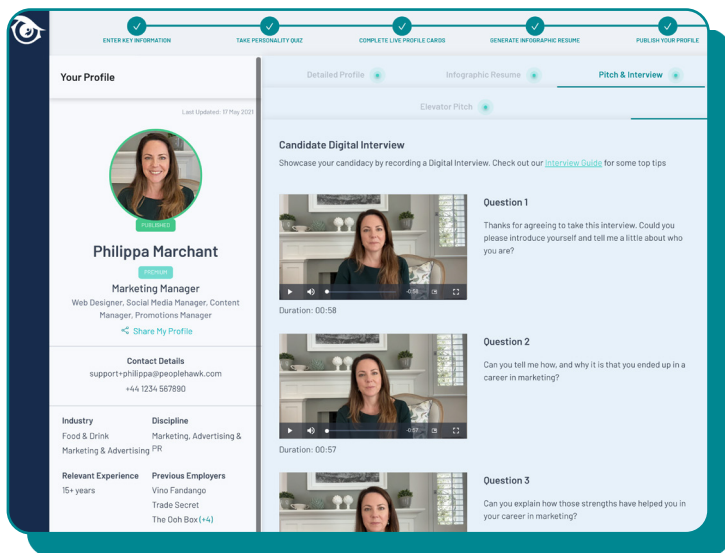 ENTER KEY INFORMATION
TAKE PERSONALITY QUIZ
COMPLETE LIVE PROFILE CARDS
GENERATE INFOGRAPHIC RESUME
PUBLISH YOUR PROFILE
Your Profile
Last Updated: 17 May 2021
PUBLISHED
Philippa Marchant
PREMIUM
Marketing Manager
Web Designer, Social Media Manager, Content
Manager, Promotions Manager
Share My Profile
Contact Details
support+philippa@peoplehawk.com
+44 1234 567890
Industry
Food & Drink
Marketing & Advertising
Discipline
Marketing, Advertising &
PR
Relevant Experience
15+ years
Previous Employers
Vino Fandango
Trade Secret
The Doh Box (+4)
Detailed Profile
Infographic Resume
Pitch & Interview
Elevator Pitch
Candidate Digital Interview
Showcase your candidacy by recording a Digital Interview. Check out our Interview Guide for some top tips
-0:58
Duration: 00:58
Question 1
Thanks for agreeing to take this interview. Could you
please introduce yourself and tell me a little about who
you are?
-0:57
Duration: 00:57
Question 2
Can you tell me how, and why it is that you ended up in a
career in marketing?
Question 3
Can you explain how those strengths have helped you in
your career in marketing?